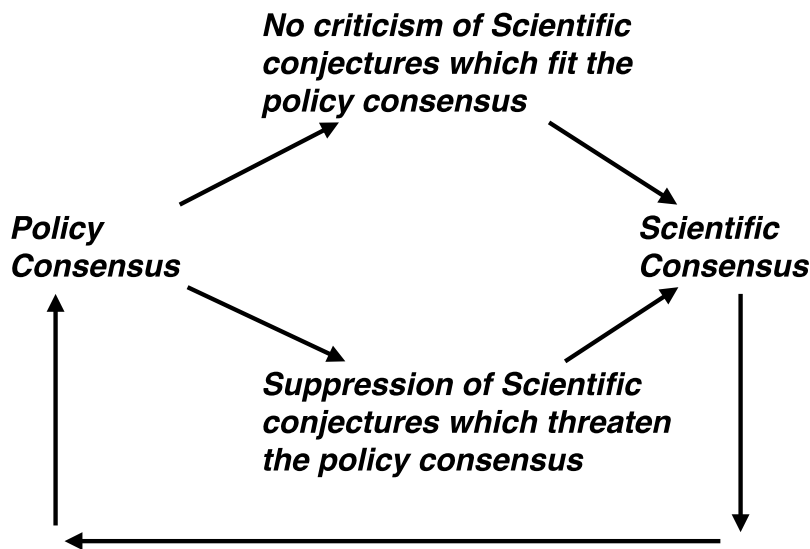 No criticism of Scientific
conjectures which fit the
policy consensus
Policy
Consensus
Scientific
Consensus
Suppression of Scientific
conjectures which threaten
the policy consensus